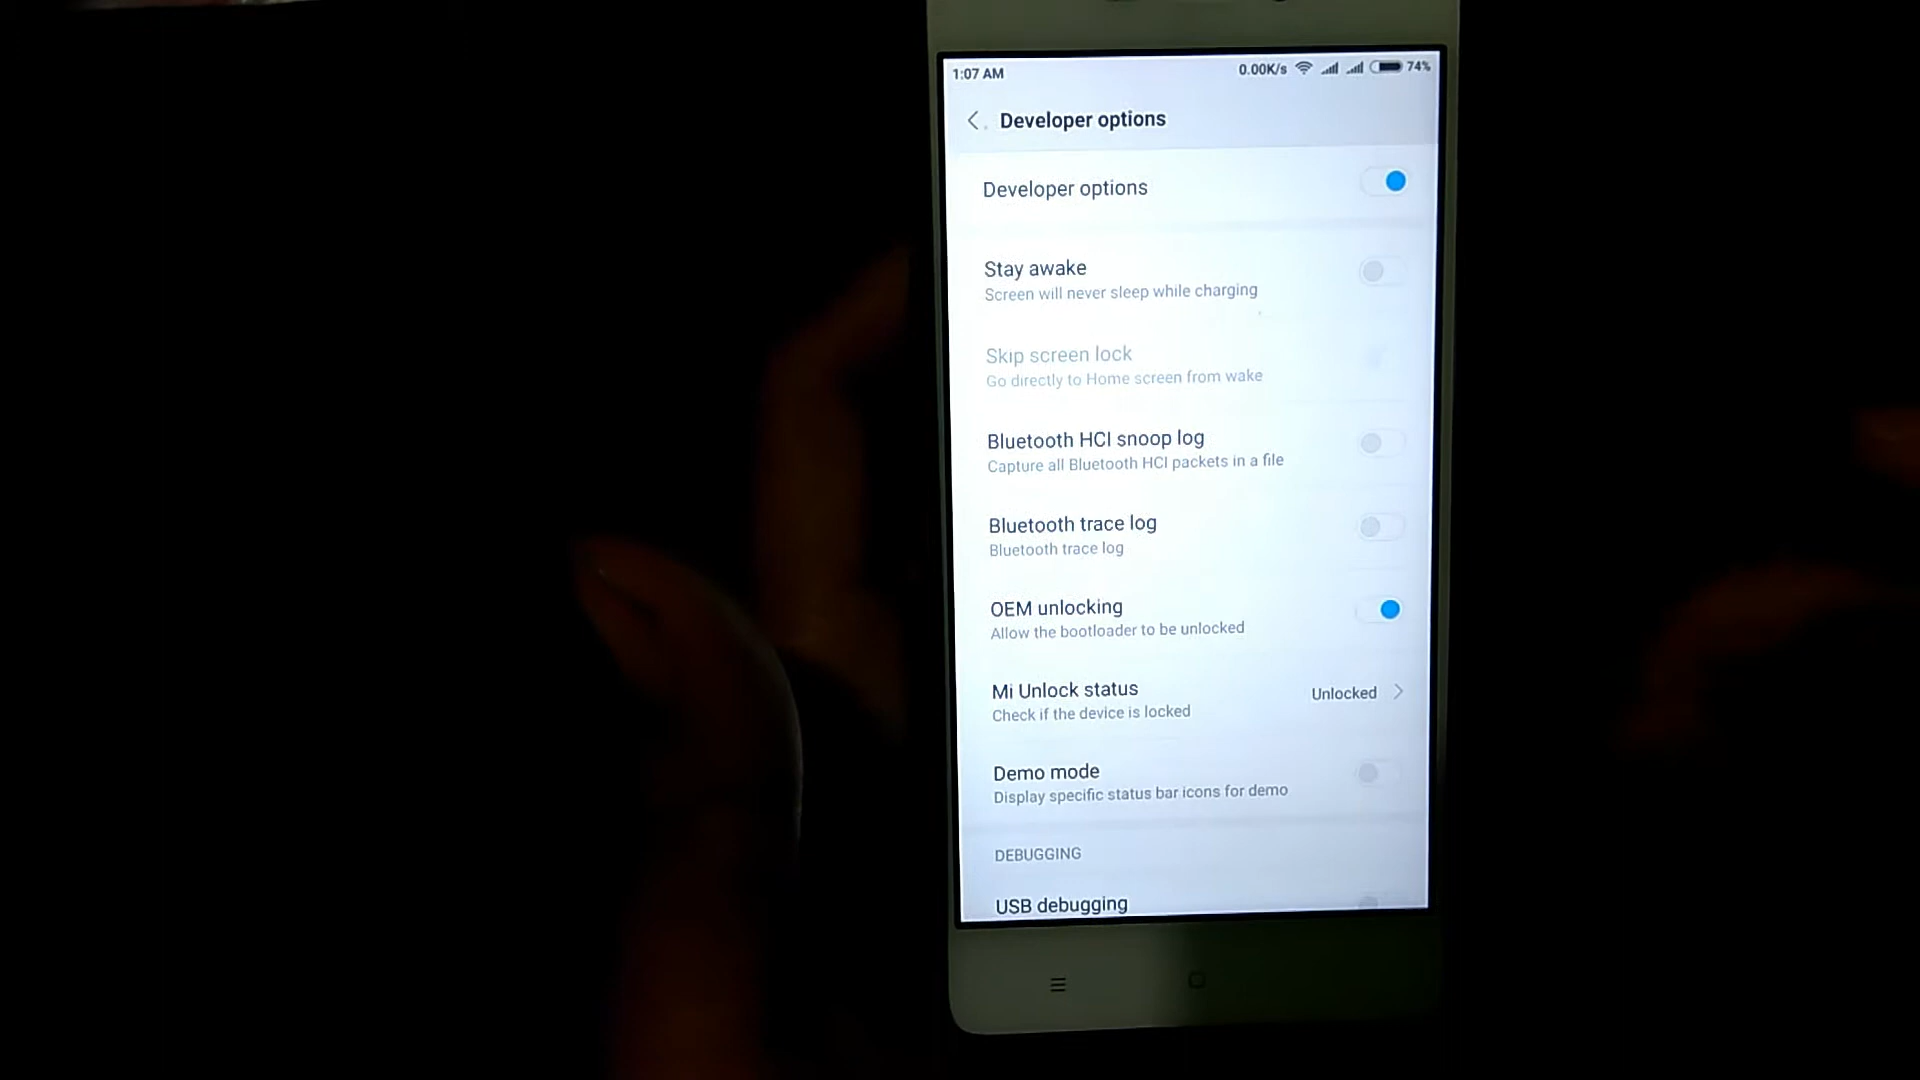 1:07 AM 0.00K/s 74%
Developer options
Developer options
Stay awake
Screen will never sleep while charging
Skip screen lock
Go directly to Home screen from wake
Bluetooth HCI snoop log
Capture all Bluetooth HCI packets in a file
Bluetooth trace log
Bluetooth trace log
OEM unlocking
Allow the bootloader to be unlocked
Mi Unlock status Unlocked
Check if the device is locked
Demo mode
Display specific status bar icons for demo
DEBUGGING
USB debugging